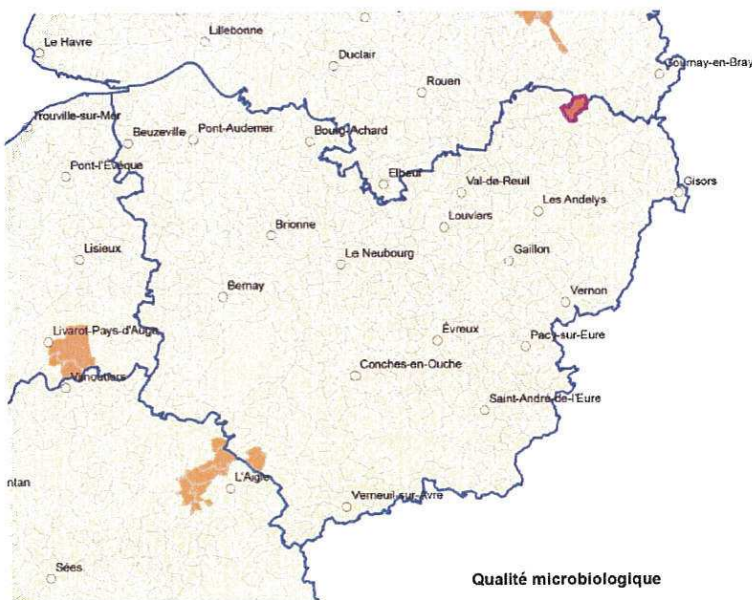 Lillebonne
Le Havre
Duclair
Gournay-en-Bray
Rouen
Trouville-sur-Mer
Beuzeville
Pont-Audemer
Bourg-Achard
Pont-l'Evêque
Elbeuf
Val-de-Reuil
Gisors
Les Andelys
Louviers
Brionne
Lisieux
Le Neubourg
Gaillon
Bernay
Vernon
Livarot-Pays-d'Auge
Évreux
Pacy-sur-Eure
Vimoutiers
Conches-en-Ouche
Saint-André-de-l'Eure
L'Aigle
ntan
Verneuil-sur-Avre
Sées
Qualité microbiologique